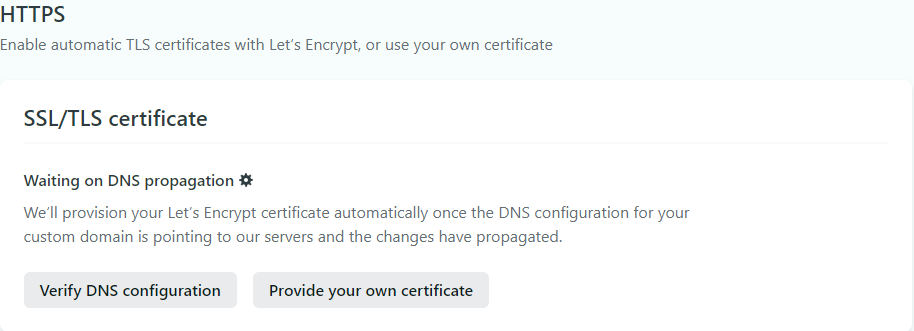 HTTPS
Enable automatic TLS certificates with Let’s Encrypt, or use your own certificate
SSL/TLS certificate
Waiting on DNS propagation
We’ll provision your Let’s Encrypt certificate automatically once the DNS configuration for your
custom domain is pointing to our servers and the changes have propagated.
Verify DNS configuration
Provide your own certificate